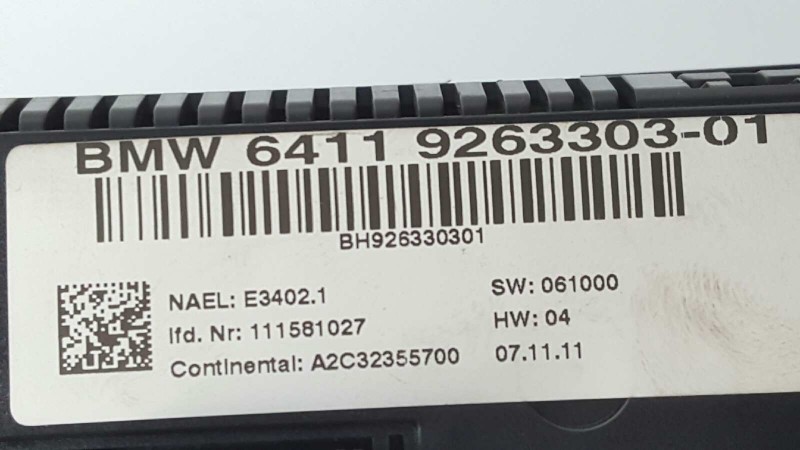 BMW 6411 9263303-01
BH926330301
NAEL: E3402.1
lfd. Nr: 111581027
Continental: A2C32355700
SW: 061000
HW: 04
07.11.11